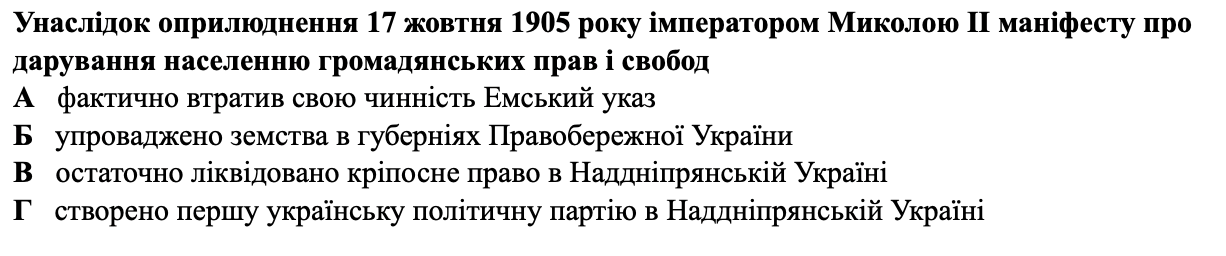 Унаслідок оприлюднення 17 жовтня 1905 року імператором Миколою ІІ маніфесту про
дарування населенню громадянських прав і свобод
А фактично втратив свою чинність Емський указ
Б упроваджено земства в губерніях Правобережної України
В остаточно ліквідовано кріпосне право в Наддніпрянській Україні
Г створено першу українську політичну партію в Наддніпрянській Україні